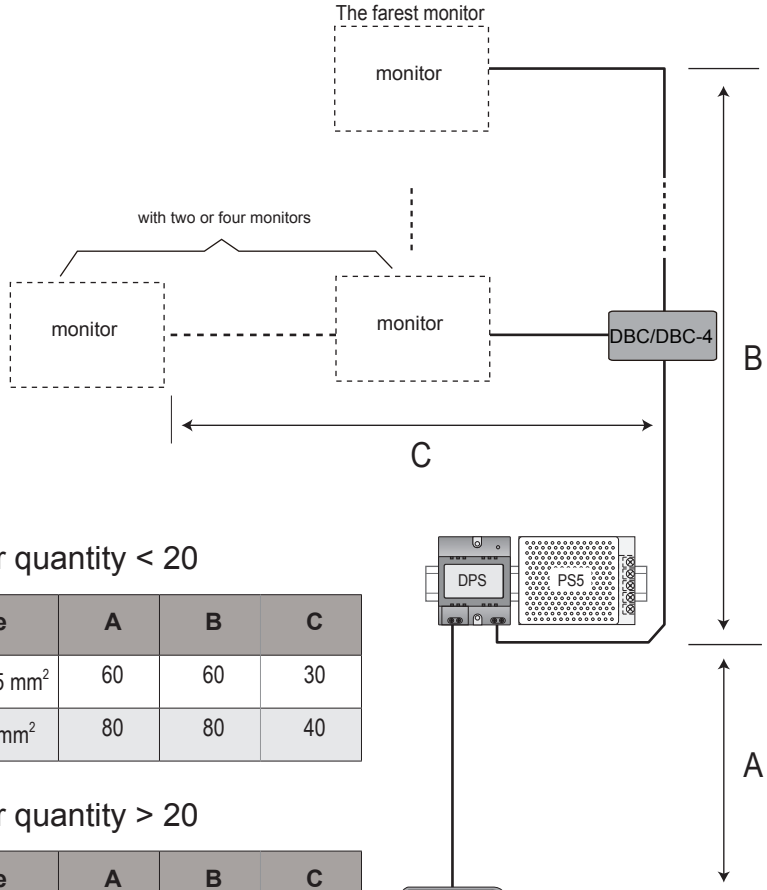 The farest monitor
monitor
with two or four monitors
monitor
monitor
DBC/DBC-4
B
C
quantity < 20
DPS
PS5
A B C
mm² 60 60 30
mm² 80 80 40
A
quantity > 20
A B C